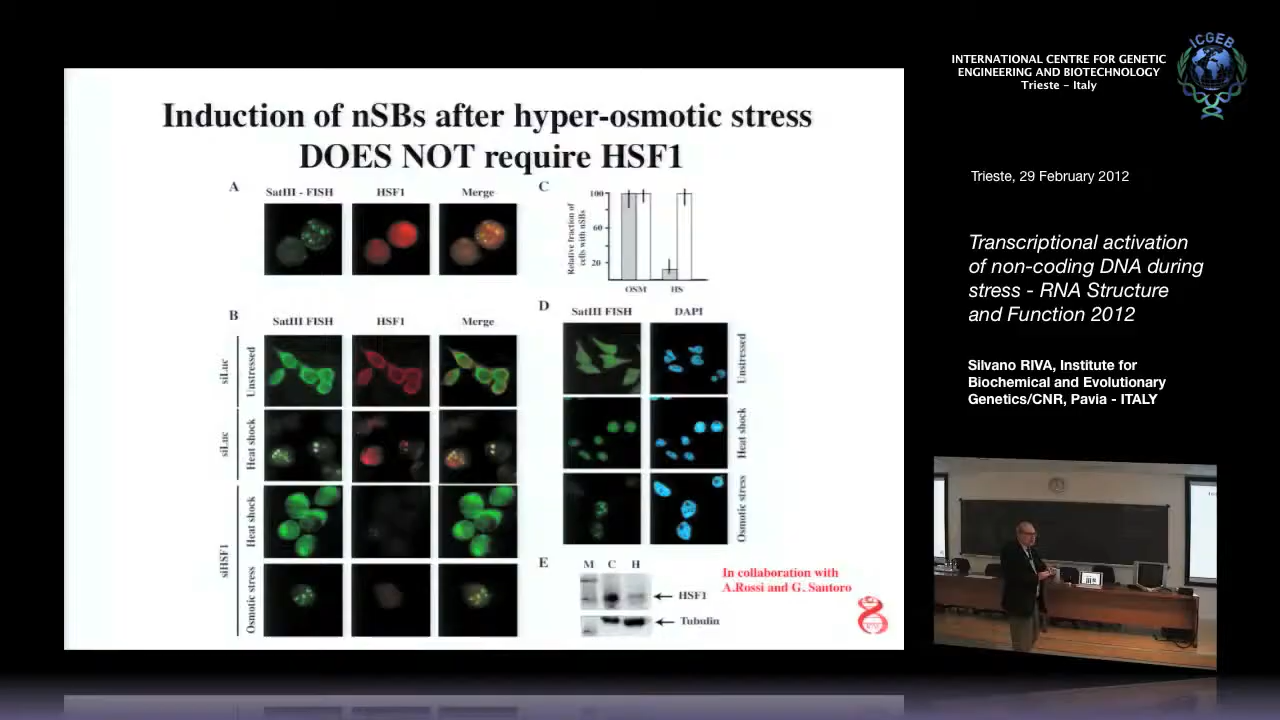 Induction of nSBs after hyper-osmotic stress
DOES NOT require HSF1
A
SatIII - FISH
HSF1
Merge
B
SatIII FISH
HSF1
Merge
siLuc
Unstressed
siLuc
Heat shock
siHSF1
Heat shock
Osmotic stress
C
Relative fraction of
cells with nSBs
100
60
20
OSM
HS
D
SatIII FISH
DAPI
Unstressed
Heat shock
Osmotic stress
E
M C H
HSF1
Tubulin
In collaboration with
A.Rossi and G. Santoro
INTERNATIONAL CENTRE FOR GENETIC
ENGINEERING AND BIOTECHNOLOGY
Trieste - Italy
ICGEB
Trieste, 29 February 2012
Transcriptional activation
of non-coding DNA during
stress - RNA Structure
and Function 2012
Silvano RIVA, Institute for
Biochemical and Evolutionary
Genetics/CNR, Pavia - ITALY